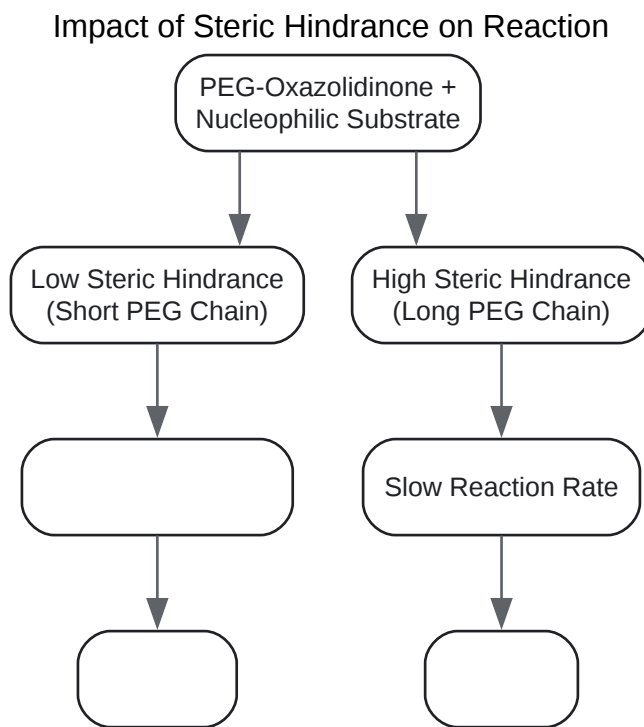 Impact of Steric Hindrance on Reaction
PEG-Oxazolidinone +
Nucleophilic Substrate
Low Steric Hindrance
(Short PEG Chain)
High Steric Hindrance
(Long PEG Chain)
Slow Reaction Rate